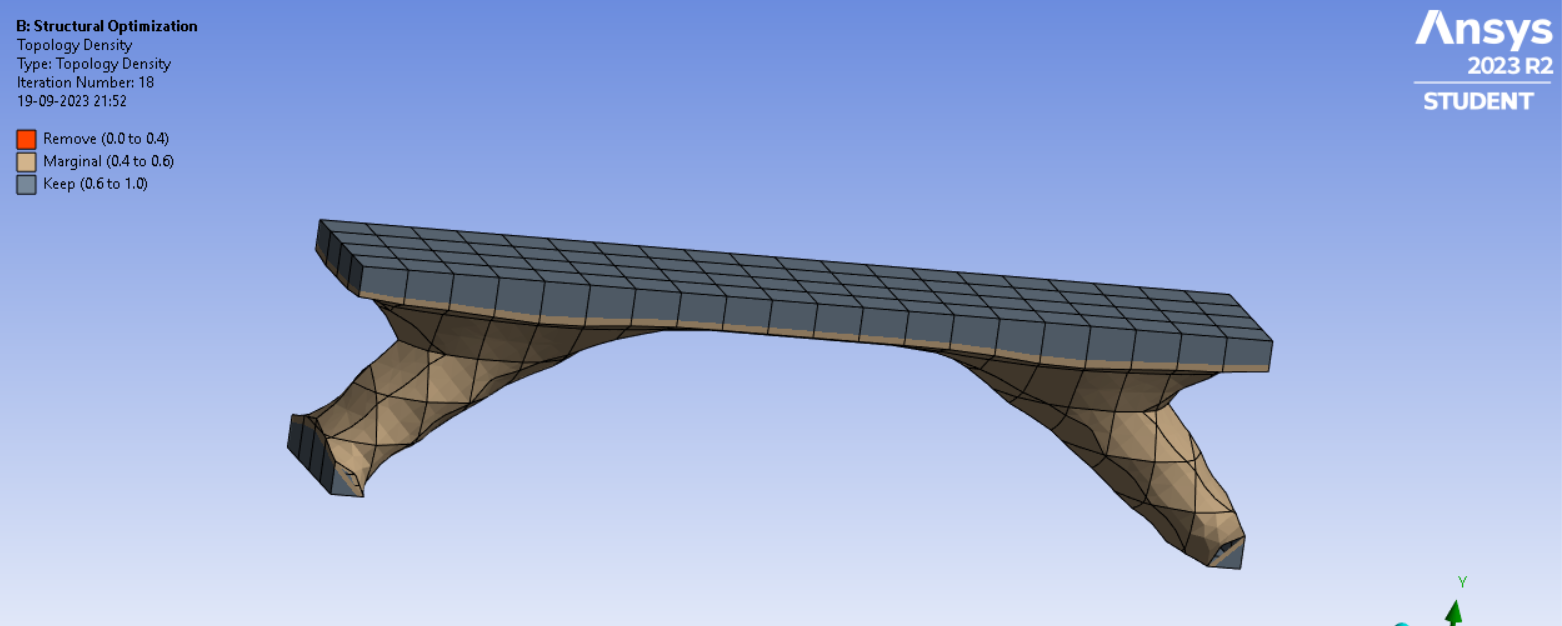 B: Structural Optimization
Topology Density
Type: Topology Density
Iteration Number: 18
19-09-2023 21:52
Remove (0.0 to 0.4)
Marginal (0.4 to 0.6)
Keep (0.6 to 1.0)
Ansys
2023 R2
STUDENT
Y